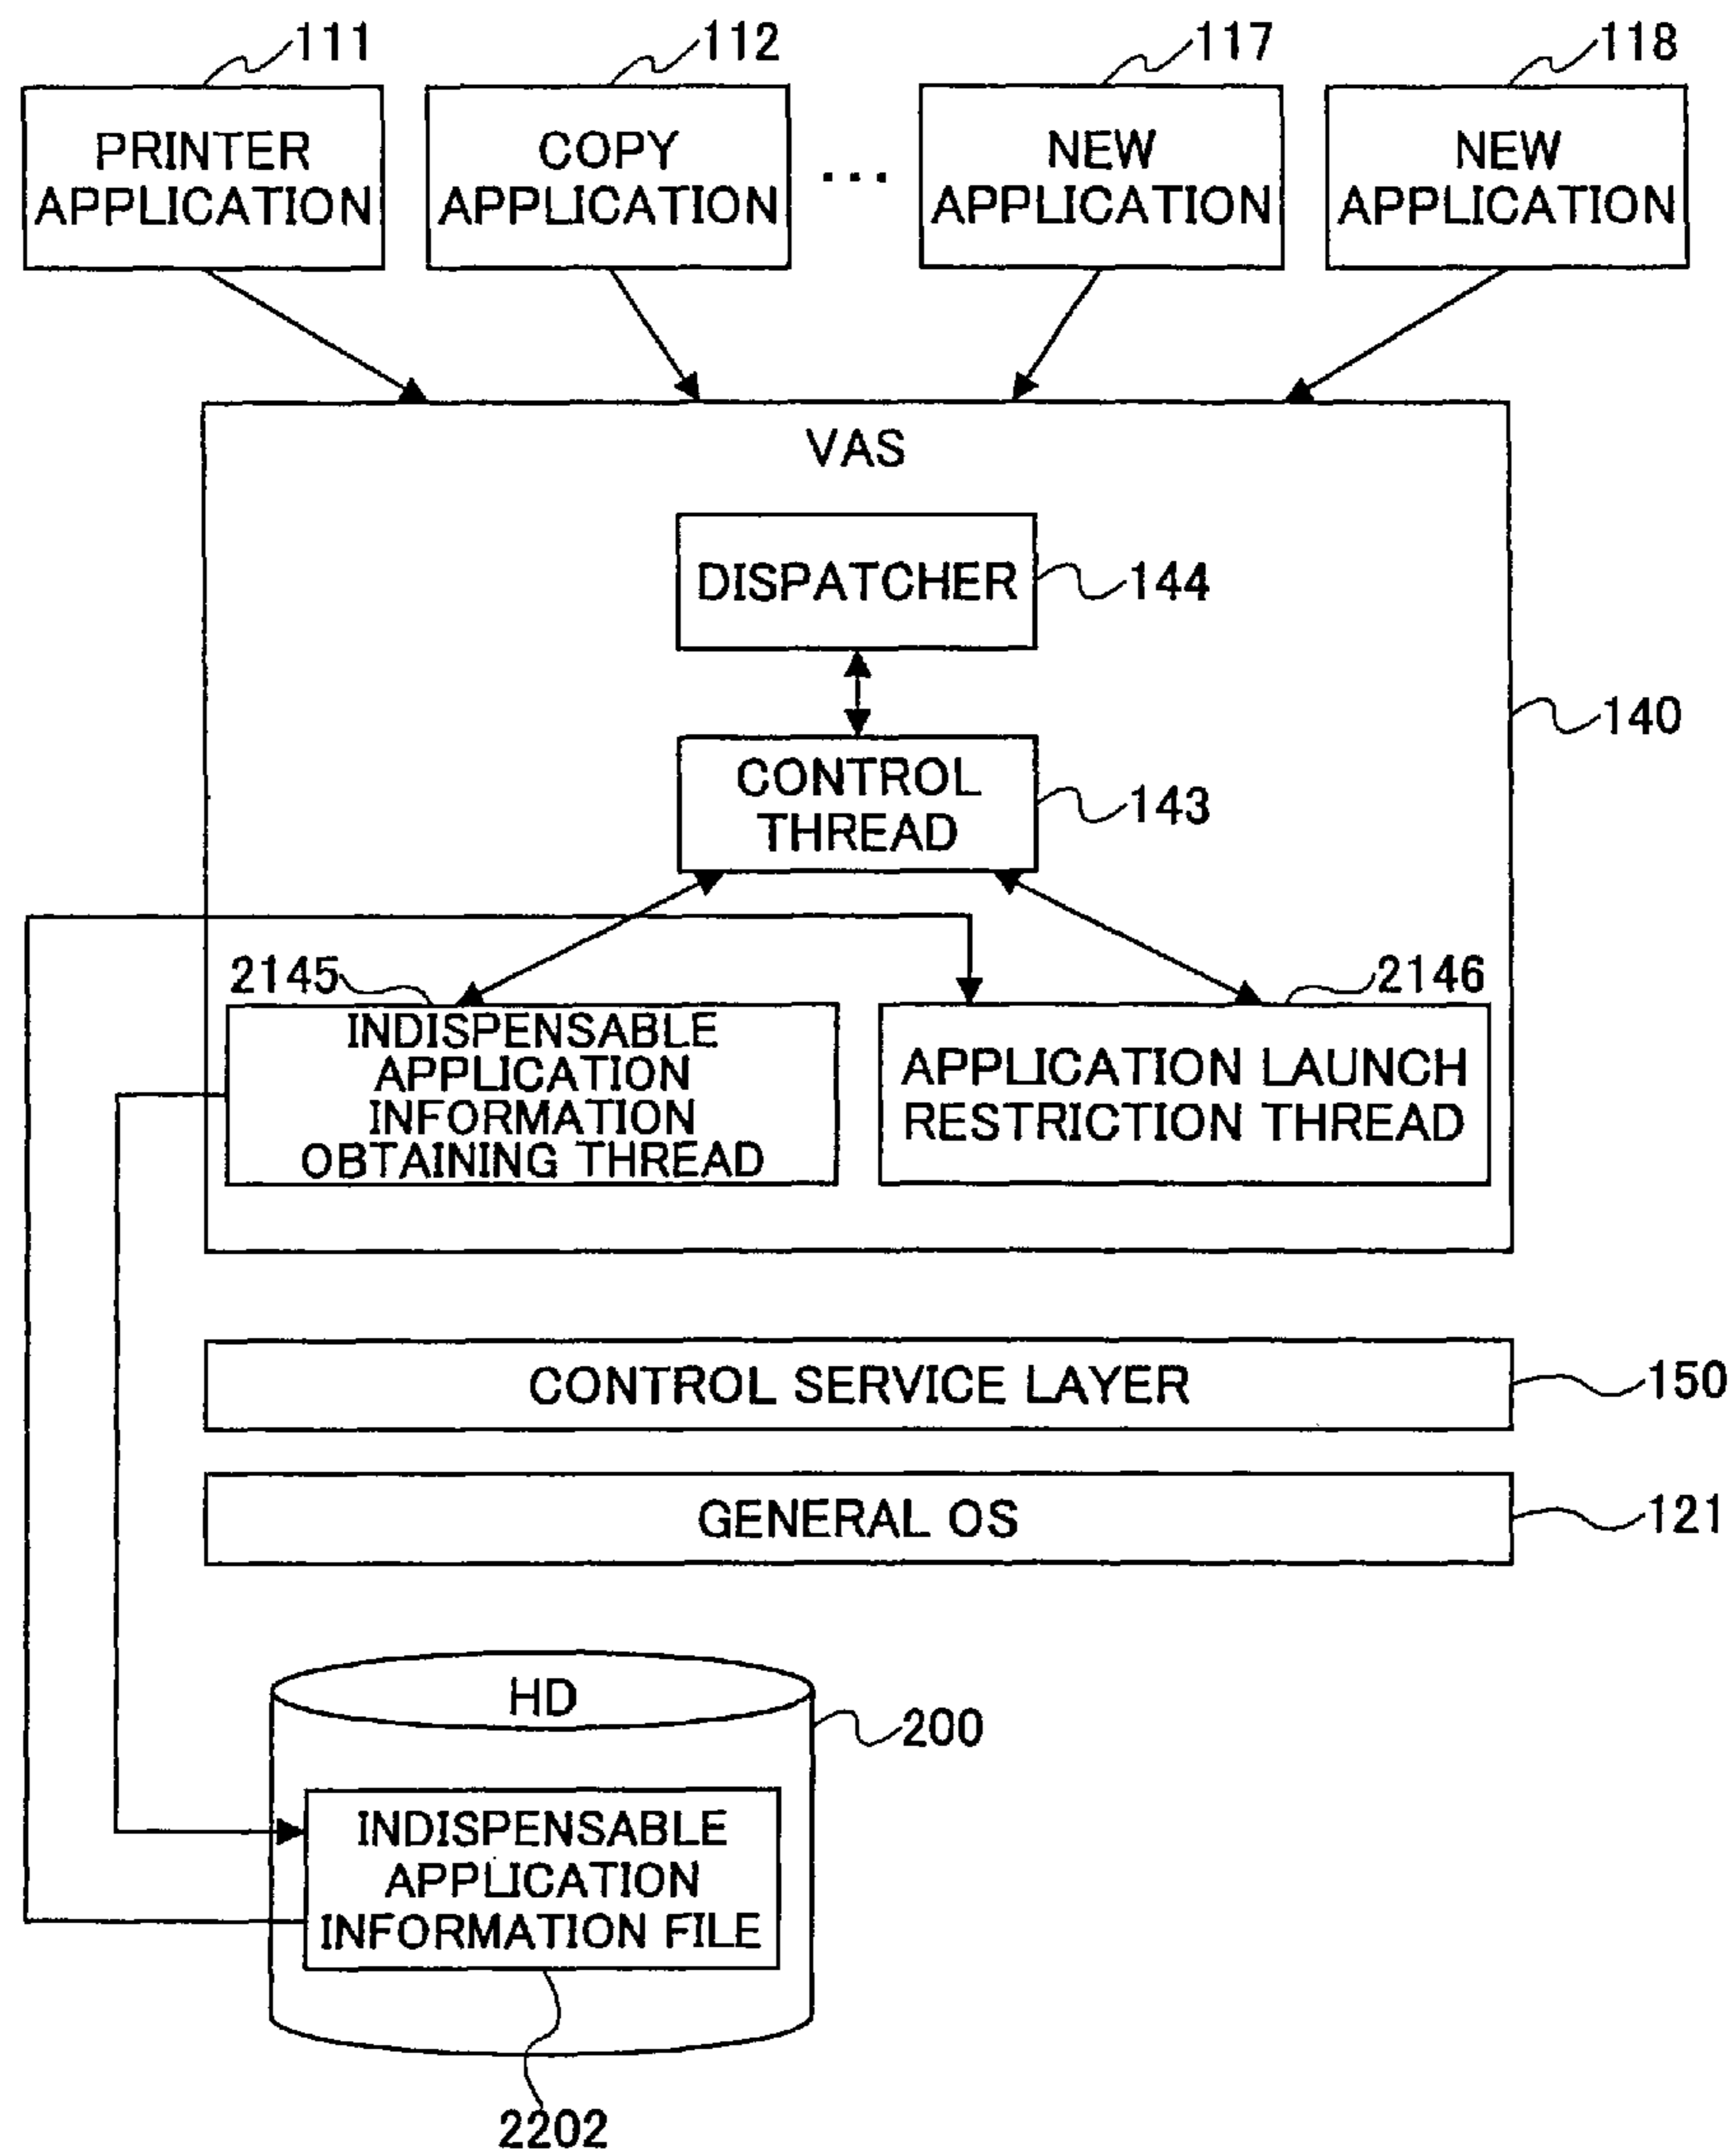 111
112
117
118
PRINTER
APPLICATION
COPY
APPLICATION
...
NEW
APPLICATION
NEW
APPLICATION
VAS
DISPATCHER
144
140
CONTROL
THREAD
143
2145
2146
INDISPENSABLE
APPLICATION
INFORMATION
OBTAINING THREAD
APPLICATION LAUNCH
RESTRICTION THREAD
CONTROL SERVICE LAYER
150
GENERAL OS
121
HD
200
INDISPENSABLE
APPLICATION
INFORMATION FILE
2202